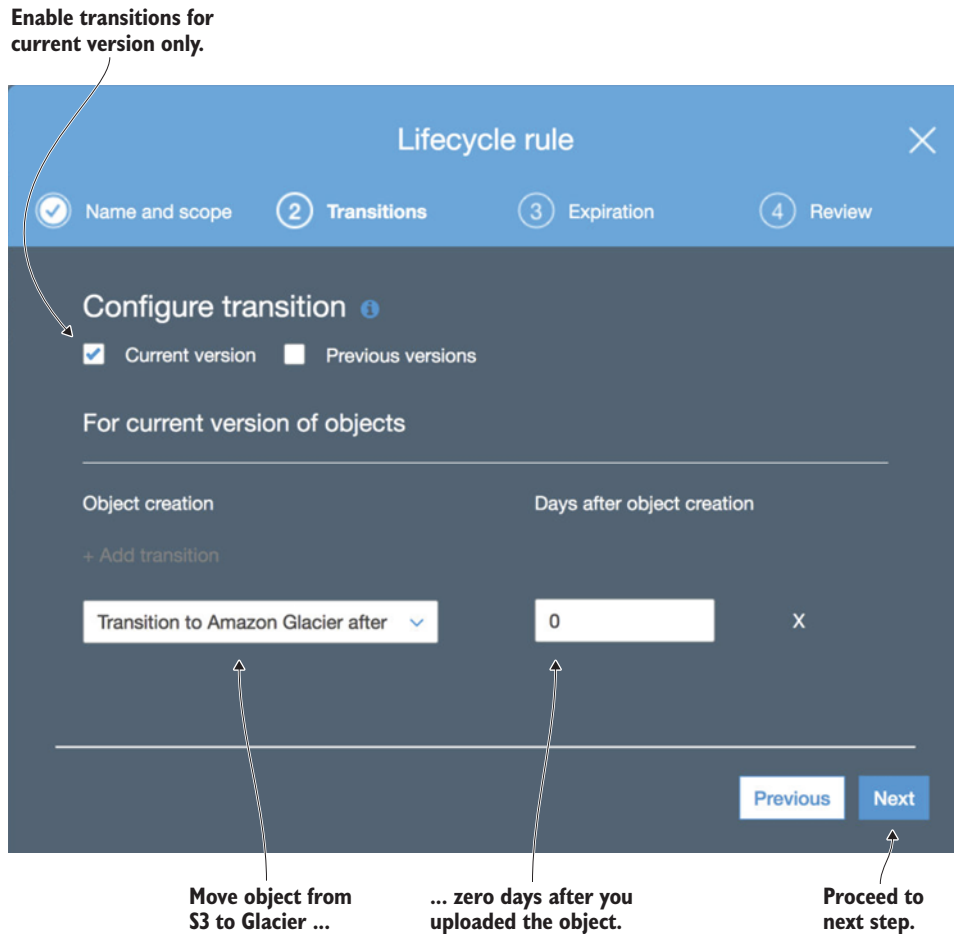 Enable transitions for
current version only.
Lifecycle rule
Name and scope 2 Transitions 3 Expiration 4 Review
Configure transition
Current version Previous versions
For current version of objects
Object creation Days after object creation
+ Add transition
Transition to Amazon Glacier after 0 X
Previous Next
Move object from
S3 to Glacier ...
... zero days after you
uploaded the object.
Proceed to
next step.